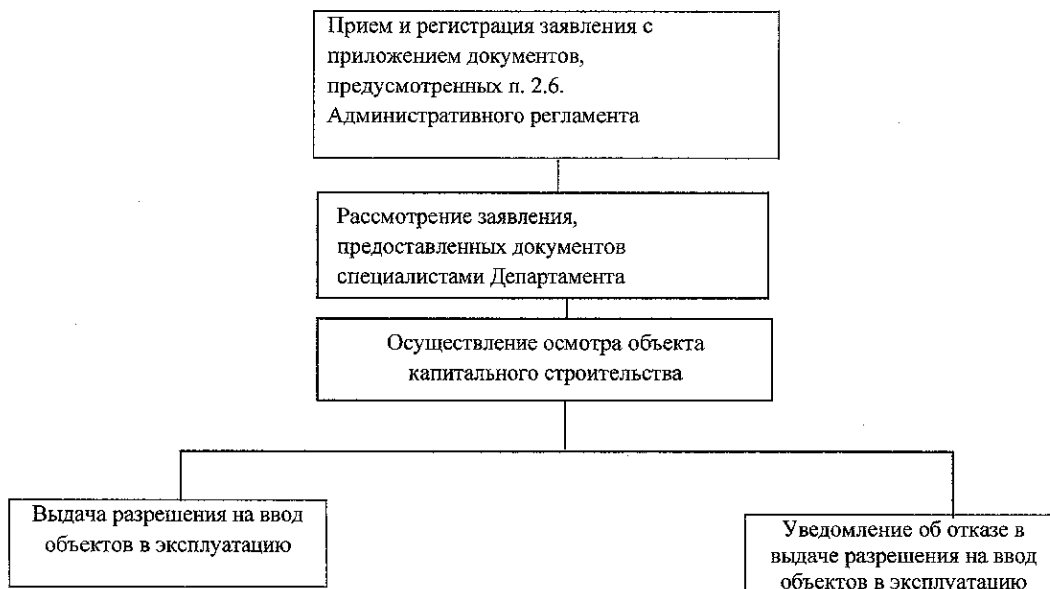 Прием и регистрация заявления с
приложением документов,
предусмотренных п. 2.6.
Административного регламента
Рассмотрение заявления,
предоставленных документов
специалистами Департамента
Осуществление осмотра объекта
капитального строительства
Выдача разрешения на ввод
объектов в эксплуатацию
Уведомление об отказе в
выдаче разрешения на ввод
объектов в эксплуатацию